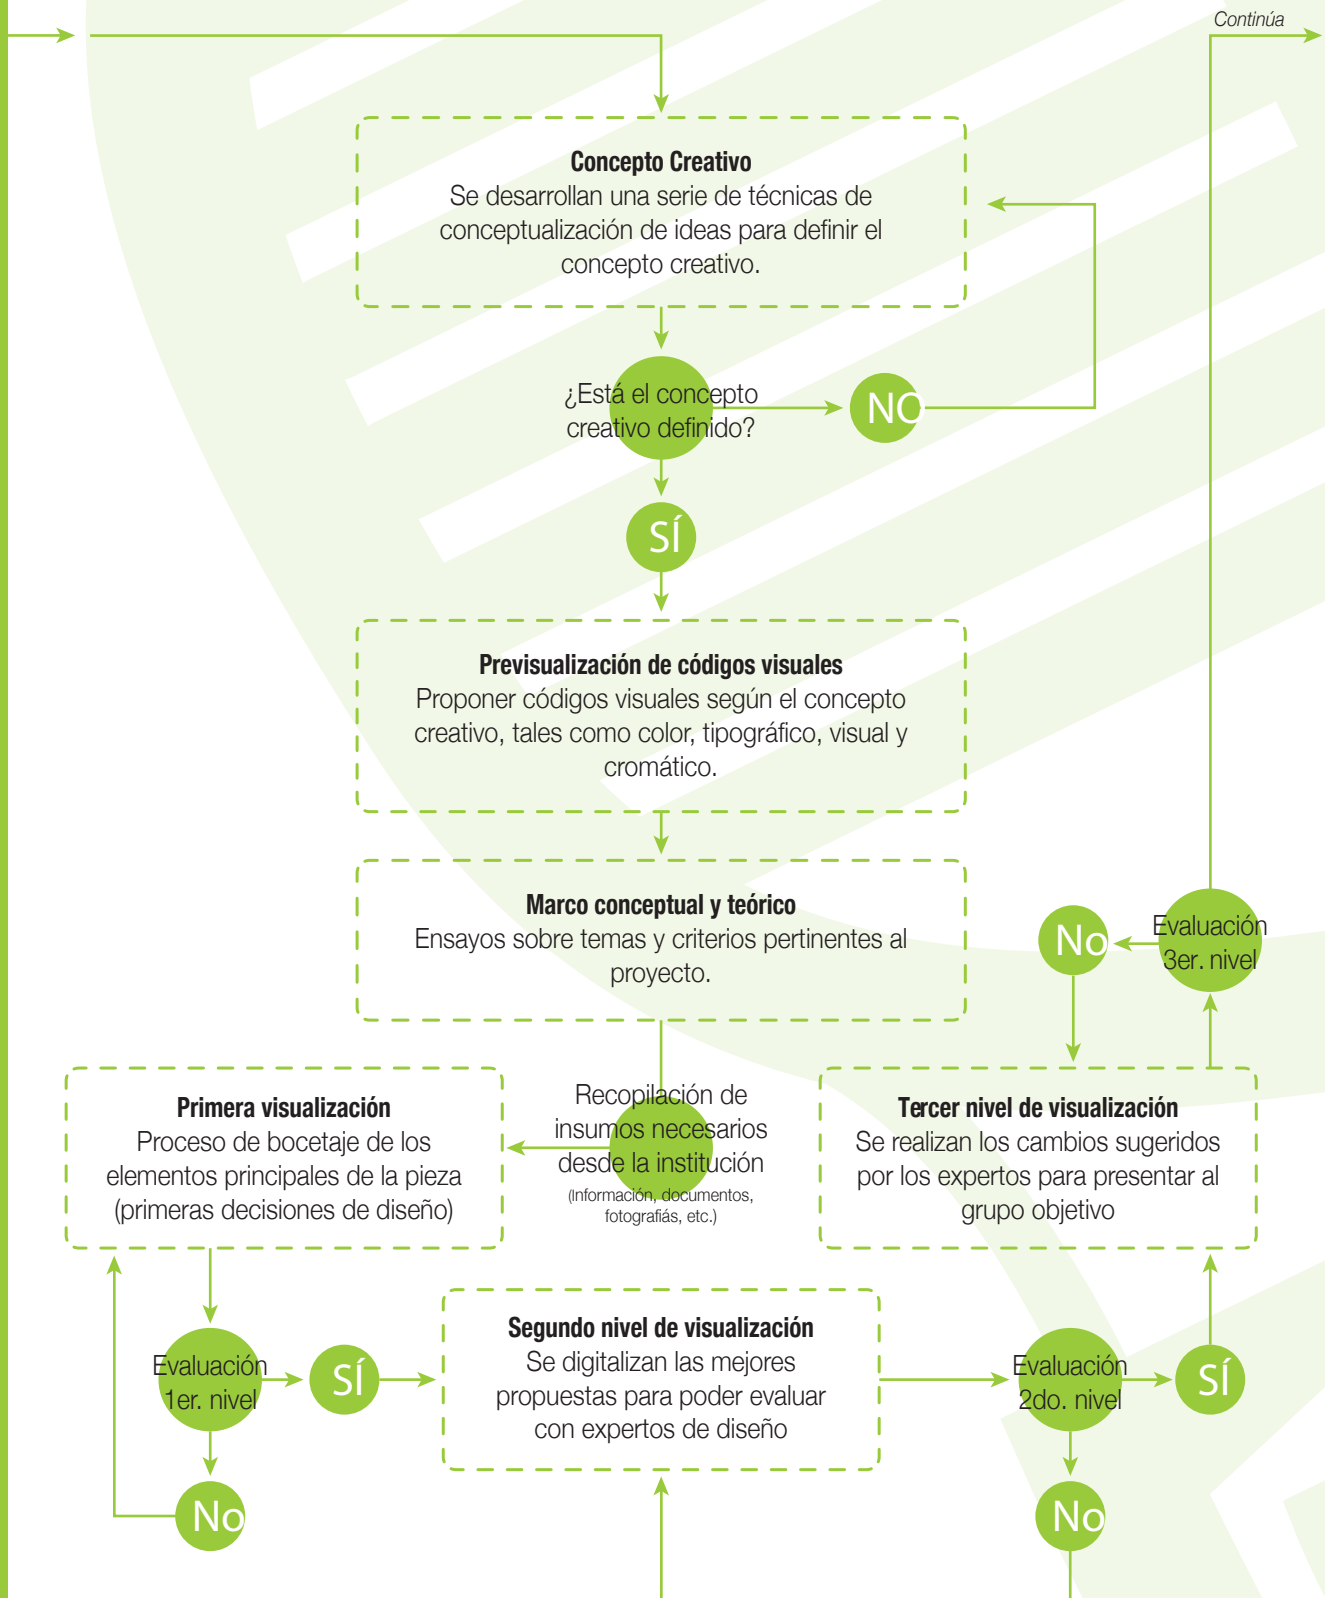 Continúa
Concepto Creativo
Se desarrollan una serie de técnicas de
conceptualización de ideas para definir el
concepto creativo.
¿Está el concepto
creativo definido?
NO
SÍ
Previsualización de códigos visuales
Proponer códigos visuales según el concepto
creativo, tales como color, tipográfico, visual y
cromático.
Marco conceptual y teórico
Ensayos sobre temas y criterios pertinentes al
proyecto.
No
Evaluación
3er. nivel
Primera visualización
Proceso de bocetaje de los
elementos principales de la pieza
(primeras decisiones de diseño)
Recopilación de
insumos necesarios
desde la institución
(Información, documentos,
fotografiás, etc.)
Tercer nivel de visualización
Se realizan los cambios sugeridos
por los expertos para presentar al
grupo objetivo
Evaluación
1er. nivel
SÍ
Segundo nivel de visualización
Se digitalizan las mejores
propuestas para poder evaluar
con expertos de diseño
Evaluación
2do. nivel
SÍ
No
No